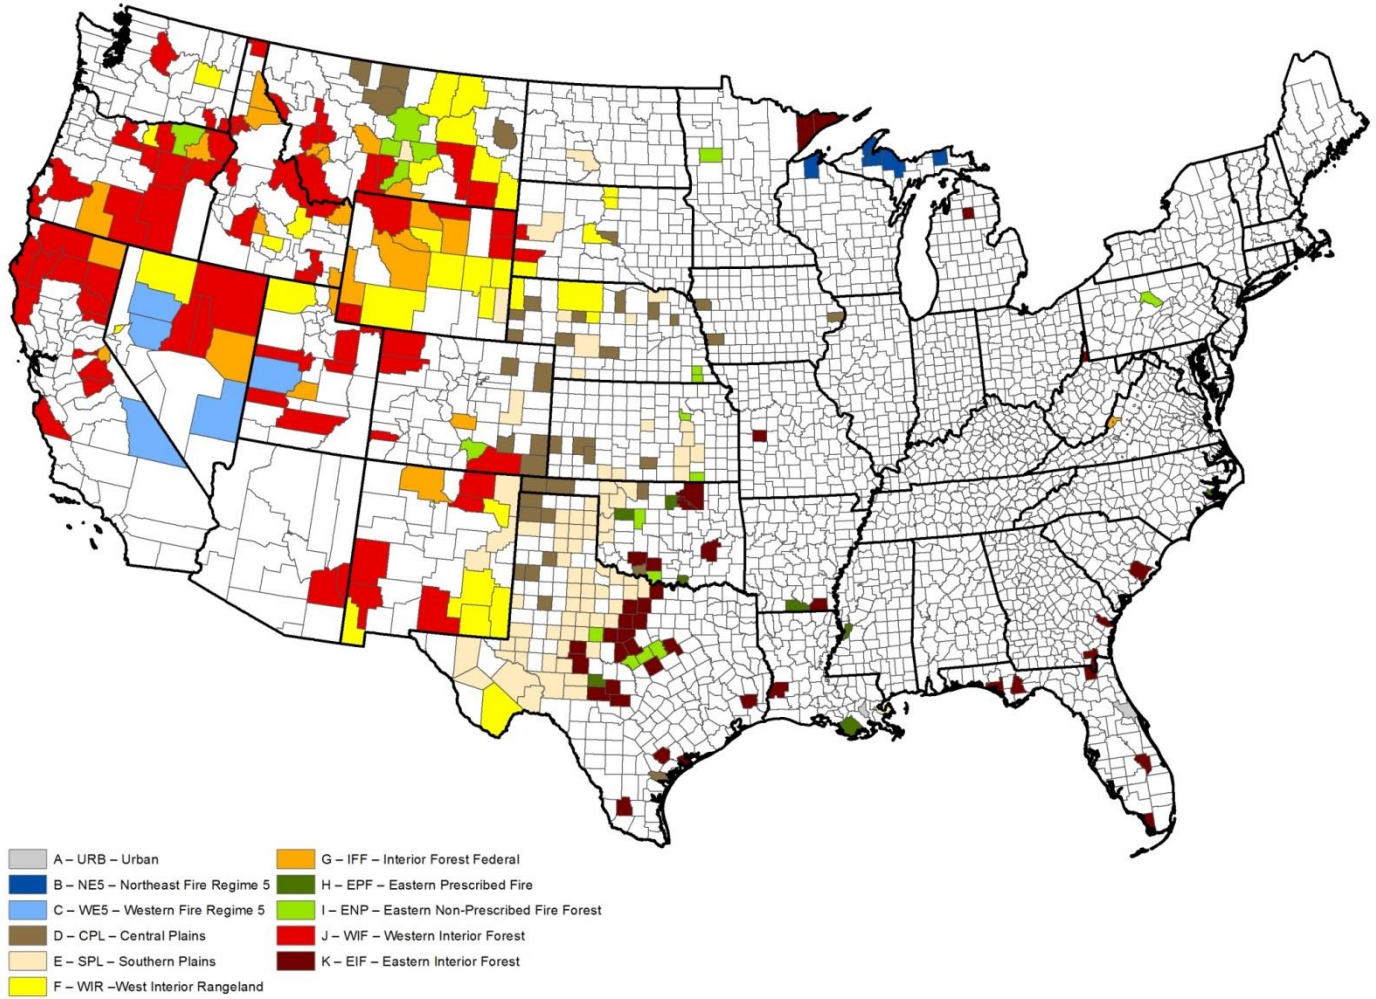 A – URB – Urban
B – NE5 – Northeast Fire Regime 5
C – WE5 – Western Fire Regime 5
D – CPL – Central Plains
E – SPL – Southern Plains
F – WIR –West Interior Rangeland
G – IFF – Interior Forest Federal
H – EPF – Eastern Prescribed Fire
I – ENP – Eastern Non-Prescribed Fire Forest
J – WIF – Western Interior Forest
K – EIF – Eastern Interior Forest